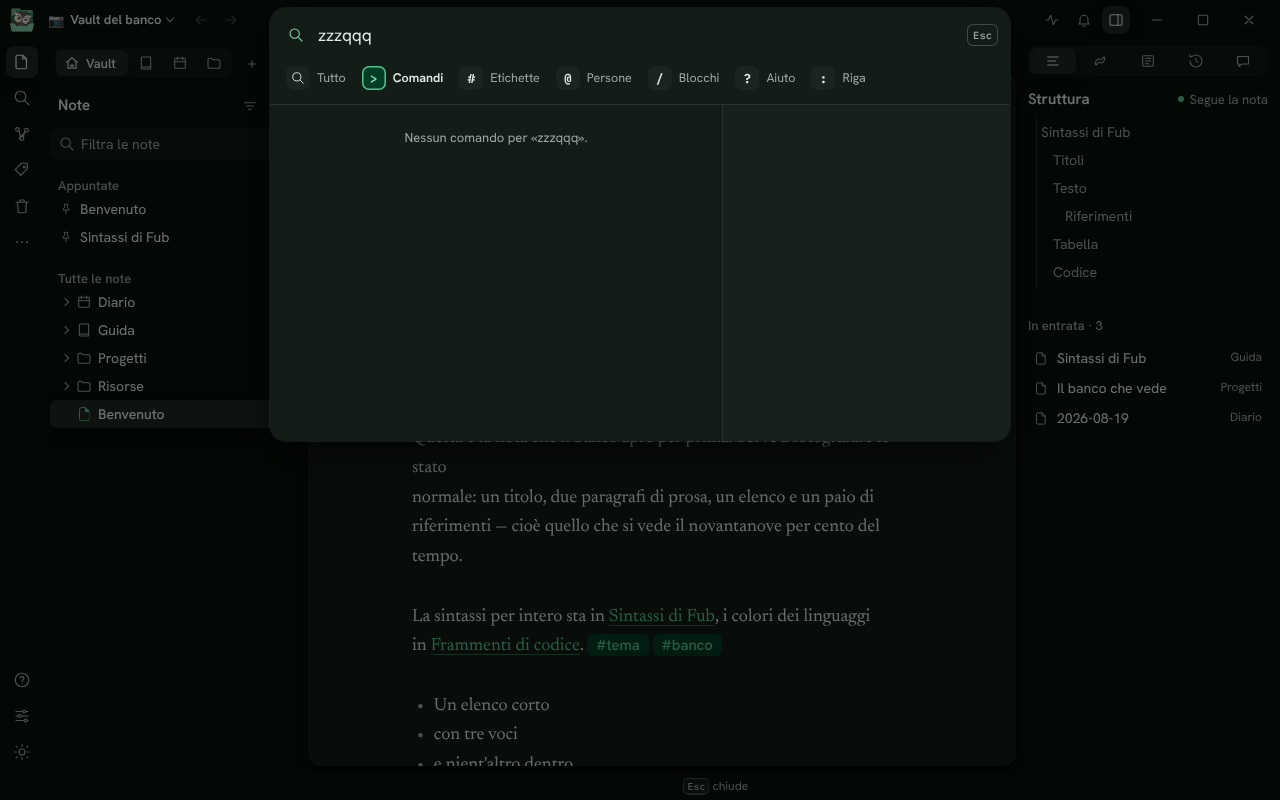 Vault del banco
zzzqqq
Esc
Tutto
> Comandi
# Etichette
@ Persone
/ Blocchi
? Aiuto
: Riga
Nessun comando per «zzzqqq».
Vault
Note
Filtra le note
Appuntate
Benvenuto
Sintassi di Fub
Tutte le note
Diario
Guida
Progetti
Risorse
Benvenuto
stato
normale: un titolo, due paragrafi di prosa, un elenco e un paio di
riferimenti — cioè quello che si vede il novantanove per cento del
tempo.
La sintassi per intero sta in Sintassi di Fub, i colori dei linguaggi
in Frammenti di codice. #tema #banco
• Un elenco corto
• con tre voci
• e nient'altro dentro
Esc chiude
Struttura
Segue la nota
Sintassi di Fub
Titoli
Testo
Riferimenti
Tabella
Codice
In entrata · 3
Sintassi di Fub Guida
Il banco che vede Progetti
2026-08-19 Diario